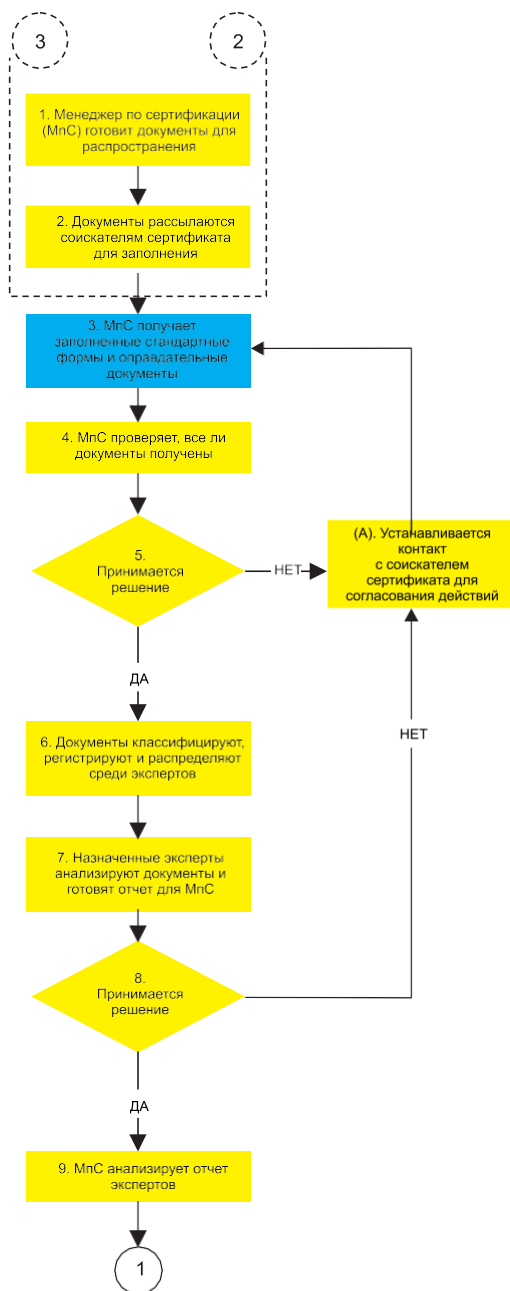 3
2
1. Менеджер по сертификации
(МпС) готовит документы для
распространения
2. Документы рассылаются
соискателям сертификата
для заполнения
3. МпС получает
заполненные стандартные
формы и оправдательные
документы
4. МпС проверяет, все ли
документы получены
5.
Принимается
решение
НЕТ
(А). Устанавливается
контакт
с соискателем
сертификата для
согласования действий
ДА
НЕТ
6. Документы классифицируют,
регистрируют и распределяют
среди экспертов
7. Назначенные эксперты
анализируют документы и
готовят отчет для МпС
8.
Принимается
решение
ДА
9. МпС анализирует отчет
экспертов
1